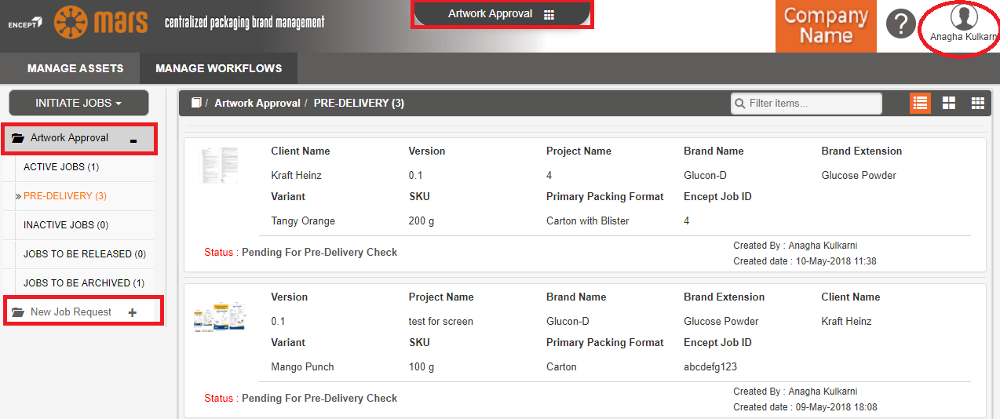 ENCEPT mars centralized packaging brand management
Artwork Approval
Company Name
?
Anagha Kulkarn
MANAGE ASSETS MANAGE WORKFLOWS
INITIATE JOBS
Artwork Approval -
ACTIVE JOBS (1)
» PRE-DELIVERY (3)
INACTIVE JOBS (0)
JOBS TO BE RELEASED (0)
JOBS TO BE ARCHIVED (1)
New Job Request +
/ Artwork Approval / PRE-DELIVERY (3)
Filter items...
Client Name Version Project Name Brand Name Brand Extension
Kraft Heinz 0.1 4 Glucon-D Glucose Powder
Variant SKU Primary Packing Format Encept Job ID
Tangy Orange 200 g Carton with Blister 4
Status : Pending For Pre-Delivery Check
Created By : Anagha Kulkarni
Created date : 10-May-2018 11:38
Version Project Name Brand Name Brand Extension Client Name
0.1 test for screen Glucon-D Glucose Powder Kraft Heinz
Variant SKU Primary Packing Format Encept Job ID
Mango Punch 100 g Carton abcdefg123
Status : Pending For Pre-Delivery Check
Created By : Anagha Kulkarni
Created date : 09-May-2018 18:08